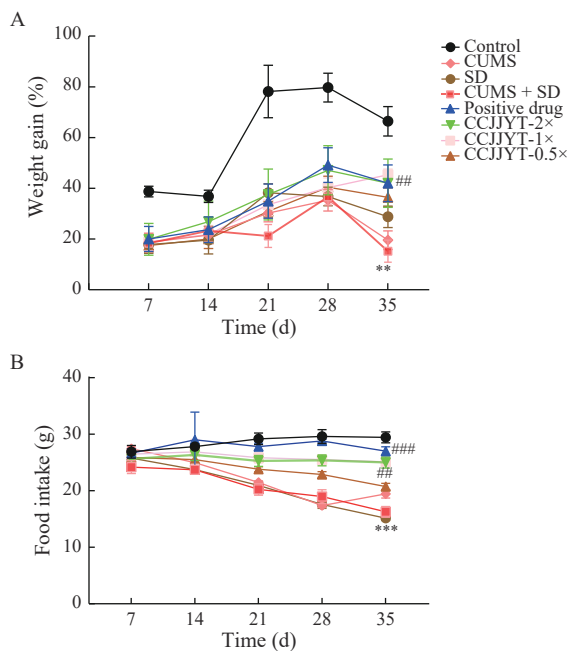 A
100
80
60
40
20
0
Weight gain (%)
7 14 21 28 35
Time (d)
##
**
Control
CUMS
SD
CUMS + SD
Positive drug
CCJJYT-2×
CCJJYT-1×
CCJJYT-0.5×
B
40
30
20
10
0
Food intake (g)
7 14 21 28 35
Time (d)
###
##
***